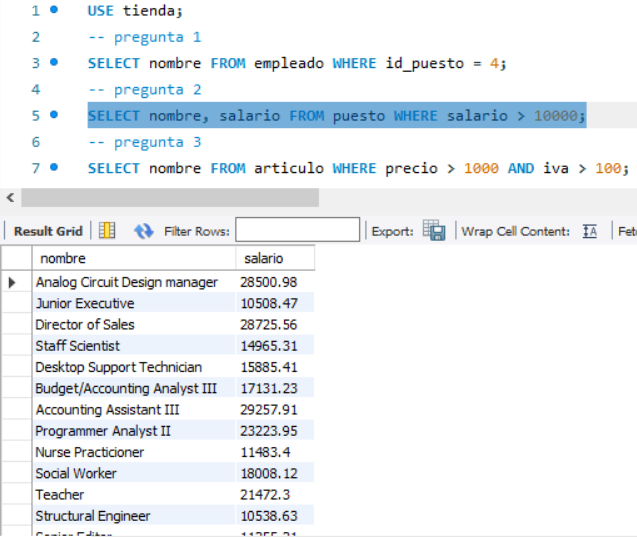 1 USE tienda;
2 -- pregunta 1
3 SELECT nombre FROM empleado WHERE id_puesto = 4;
4 -- pregunta 2
5 SELECT nombre, salario FROM puesto WHERE salario > 10000;
6 -- pregunta 3
7 SELECT nombre FROM articulo WHERE precio > 1000 AND iva > 100;
Result Grid Filter Rows: Export: Wrap Cell Content: IA Fet
nombre salario
Analog Circuit Design manager 28500.98
Junior Executive 10508.47
Director of Sales 28725.56
Staff Scientist 14965.31
Desktop Support Technician 15885.41
Budget/Accounting Analyst III 17131.23
Accounting Assistant III 29257.91
Programmer Analyst II 23223.95
Nurse Practicioner 11483.4
Social Worker 18008.12
Teacher 21472.3
Structural Engineer 10538.63
Senior Editor 11255.21